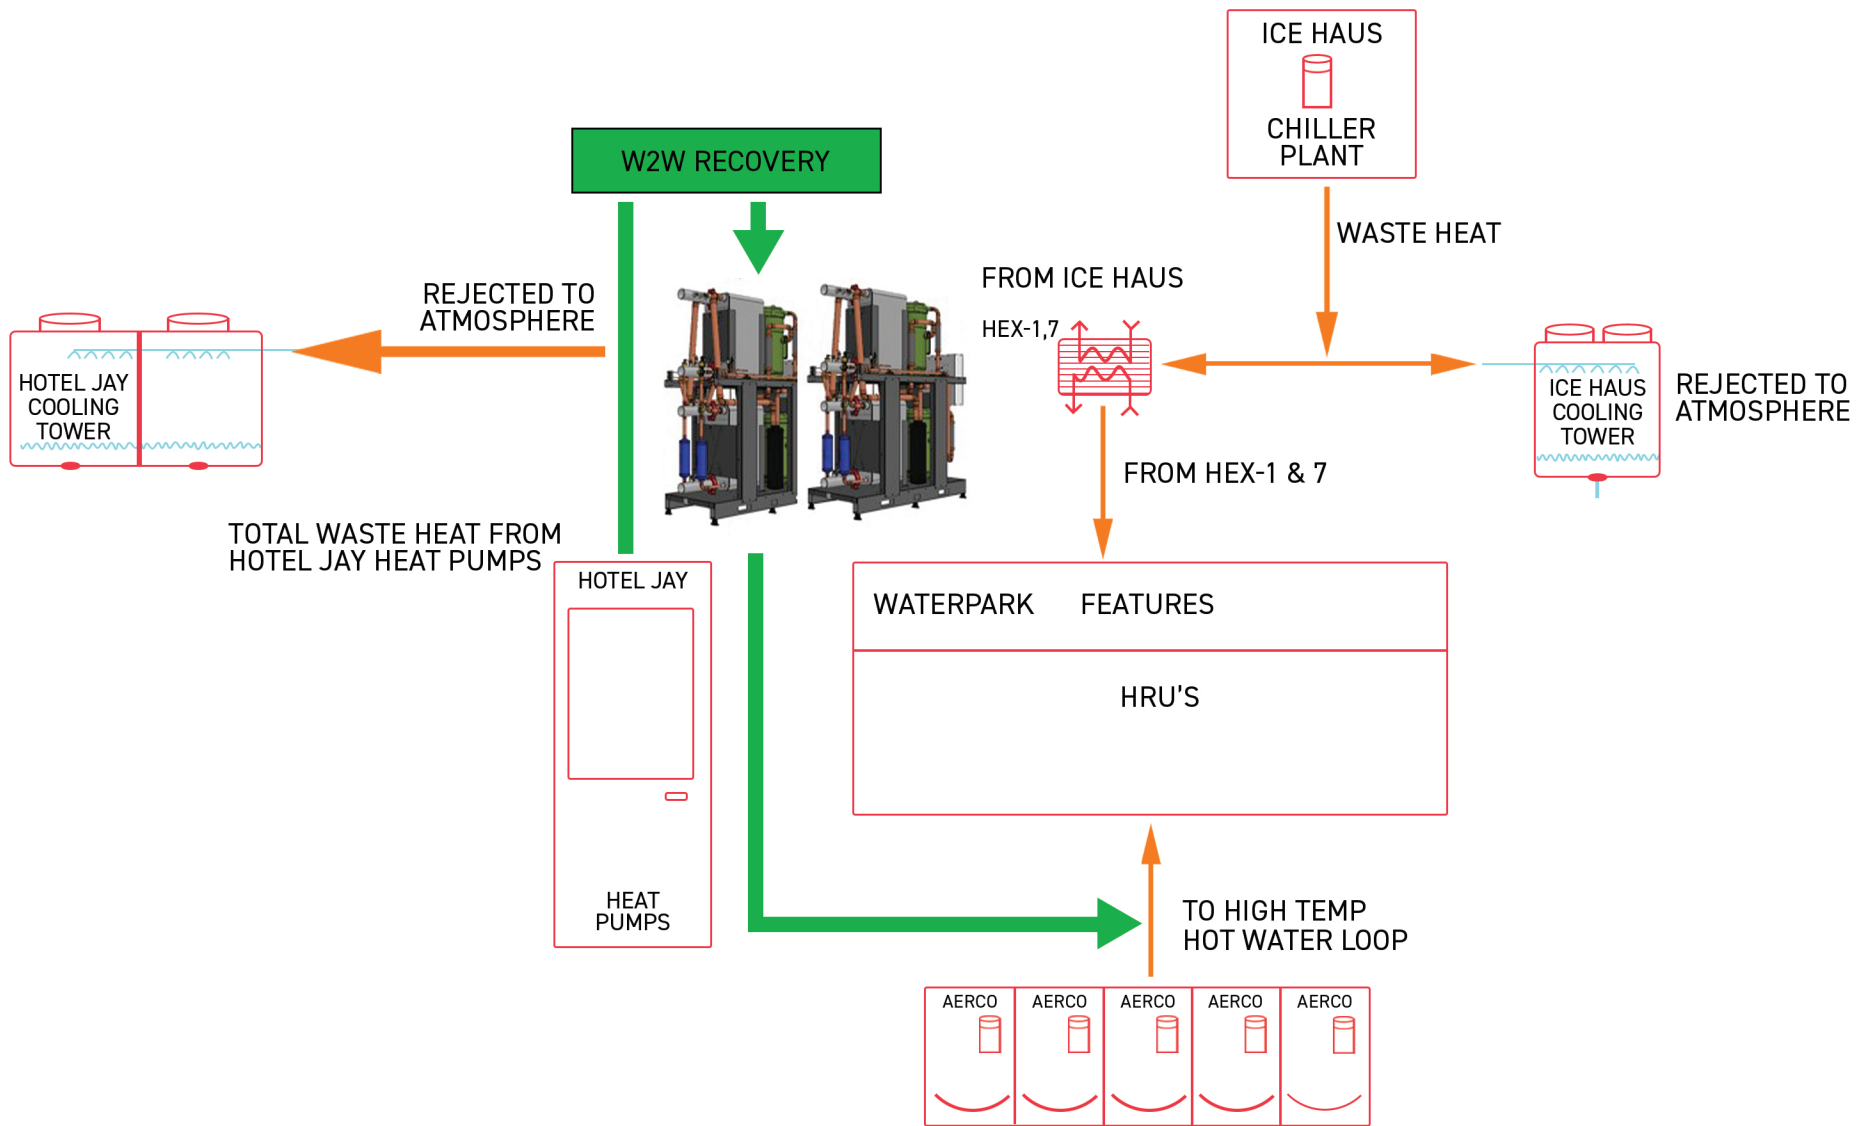 ICE HAUS
CHILLER
PLANT
W2W RECOVERY
WASTE HEAT
FROM ICE HAUS
HEX-1,7
REJECTED TO
ATMOSPHERE
HOTEL JAY
COOLING
TOWER
ICE HAUS
COOLING
TOWER
REJECTED TO
ATMOSPHERE
FROM HEX-1 & 7
TOTAL WASTE HEAT FROM
HOTEL JAY HEAT PUMPS
HOTEL JAY
HEAT
PUMPS
WATERPARK FEATURES
HRU'S
TO HIGH TEMP
HOT WATER LOOP
AERCO AERCO AERCO AERCO AERCO